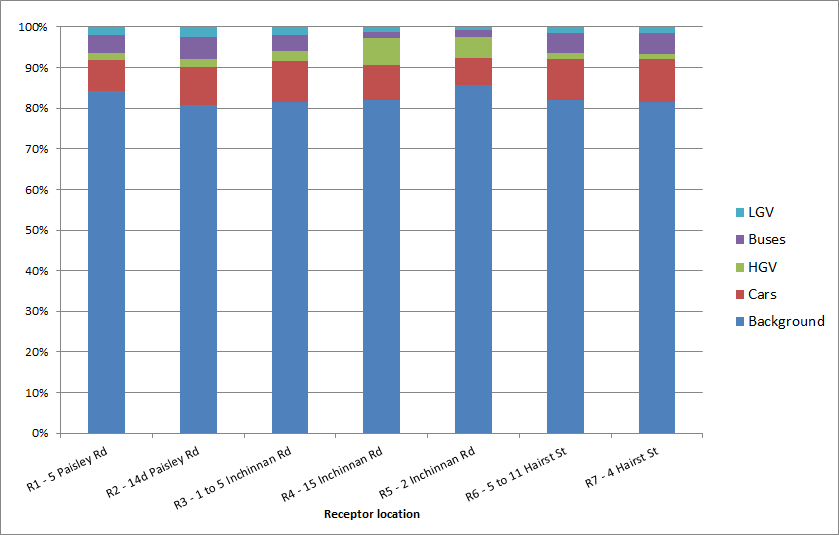 100%
90%
80%
70%
60%
50%
40%
30%
20%
10%
0%
R1 - 5 Paisley Rd
R2 - 14d Paisley Rd
R3 - 1 to 5 Inchinnan Rd
R4 - 15 Inchinnan Rd
R5 - 2 Inchinnan Rd
R6 - 5 to 11 Hairst St
R7 - 4 Hairst St
Receptor location
LGV
Buses
HGV
Cars
Background